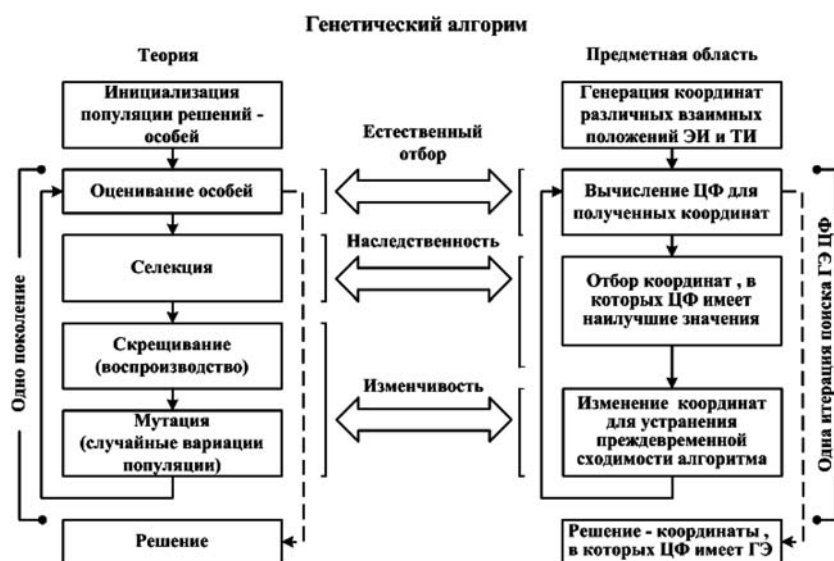 Генетический алгорим
Теория
Предметная область
Инициализация
популяции решений -
особей
Оценивание особей
Селекция
Скрещивание
(воспроизводство)
Мутация
(случайные вариации
популяции)
Решение
Одно поколение
Естественный
отбор
Наследственность
Изменчивость
Генерация координат
различных взаимных
положений ЭИ и ТИ
Вычисление ЦФ для
полученных координат
Отбор координат , в
которых ЦФ имеет
наилучшие значения
Изменение координат
для устранения
преждевременной
сходимости алгоритма
Решение - координаты ,
в которых ЦФ имеет ГЭ
Одна итерация поиска ГЭ ЦФ